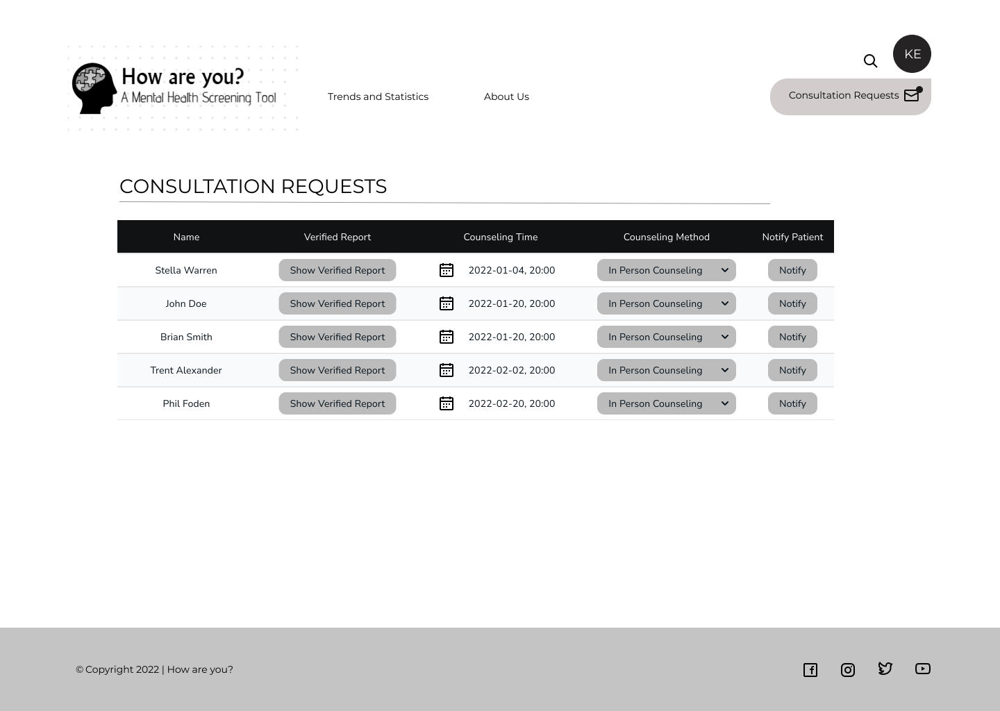 KE
How are you?
A Mental Health Screening Tool
Trends and Statistics About Us Consultation Requests
CONSULTATION REQUESTS
Name Verified Report Counseling Time Counseling Method Notify Patient
Stella Warren Show Verified Report 2022-01-04, 20:00 In Person Counseling Notify
John Doe Show Verified Report 2022-01-20, 20:00 In Person Counseling Notify
Brian Smith Show Verified Report 2022-01-20, 20:00 In Person Counseling Notify
Trent Alexander Show Verified Report 2022-02-02, 20:00 In Person Counseling Notify
Phil Foden Show Verified Report 2022-02-20, 20:00 In Person Counseling Notify
© Copyright 2022 | How are you?